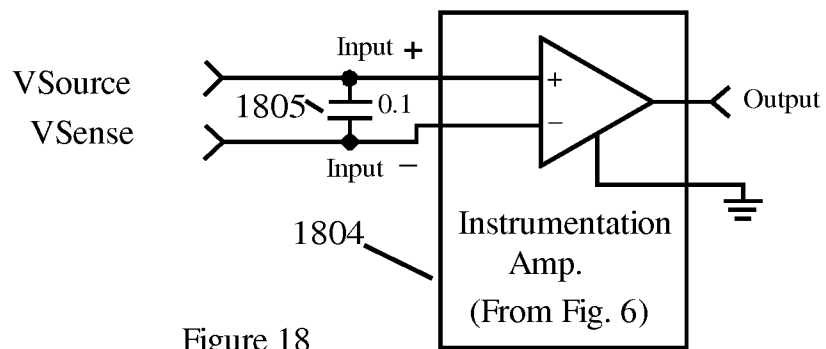 Input +
VSource
1805
0.1
+
Output
VSense
−
Input −
1804
Instrumentation
Amp.
(From Fig. 6)
Figure 18